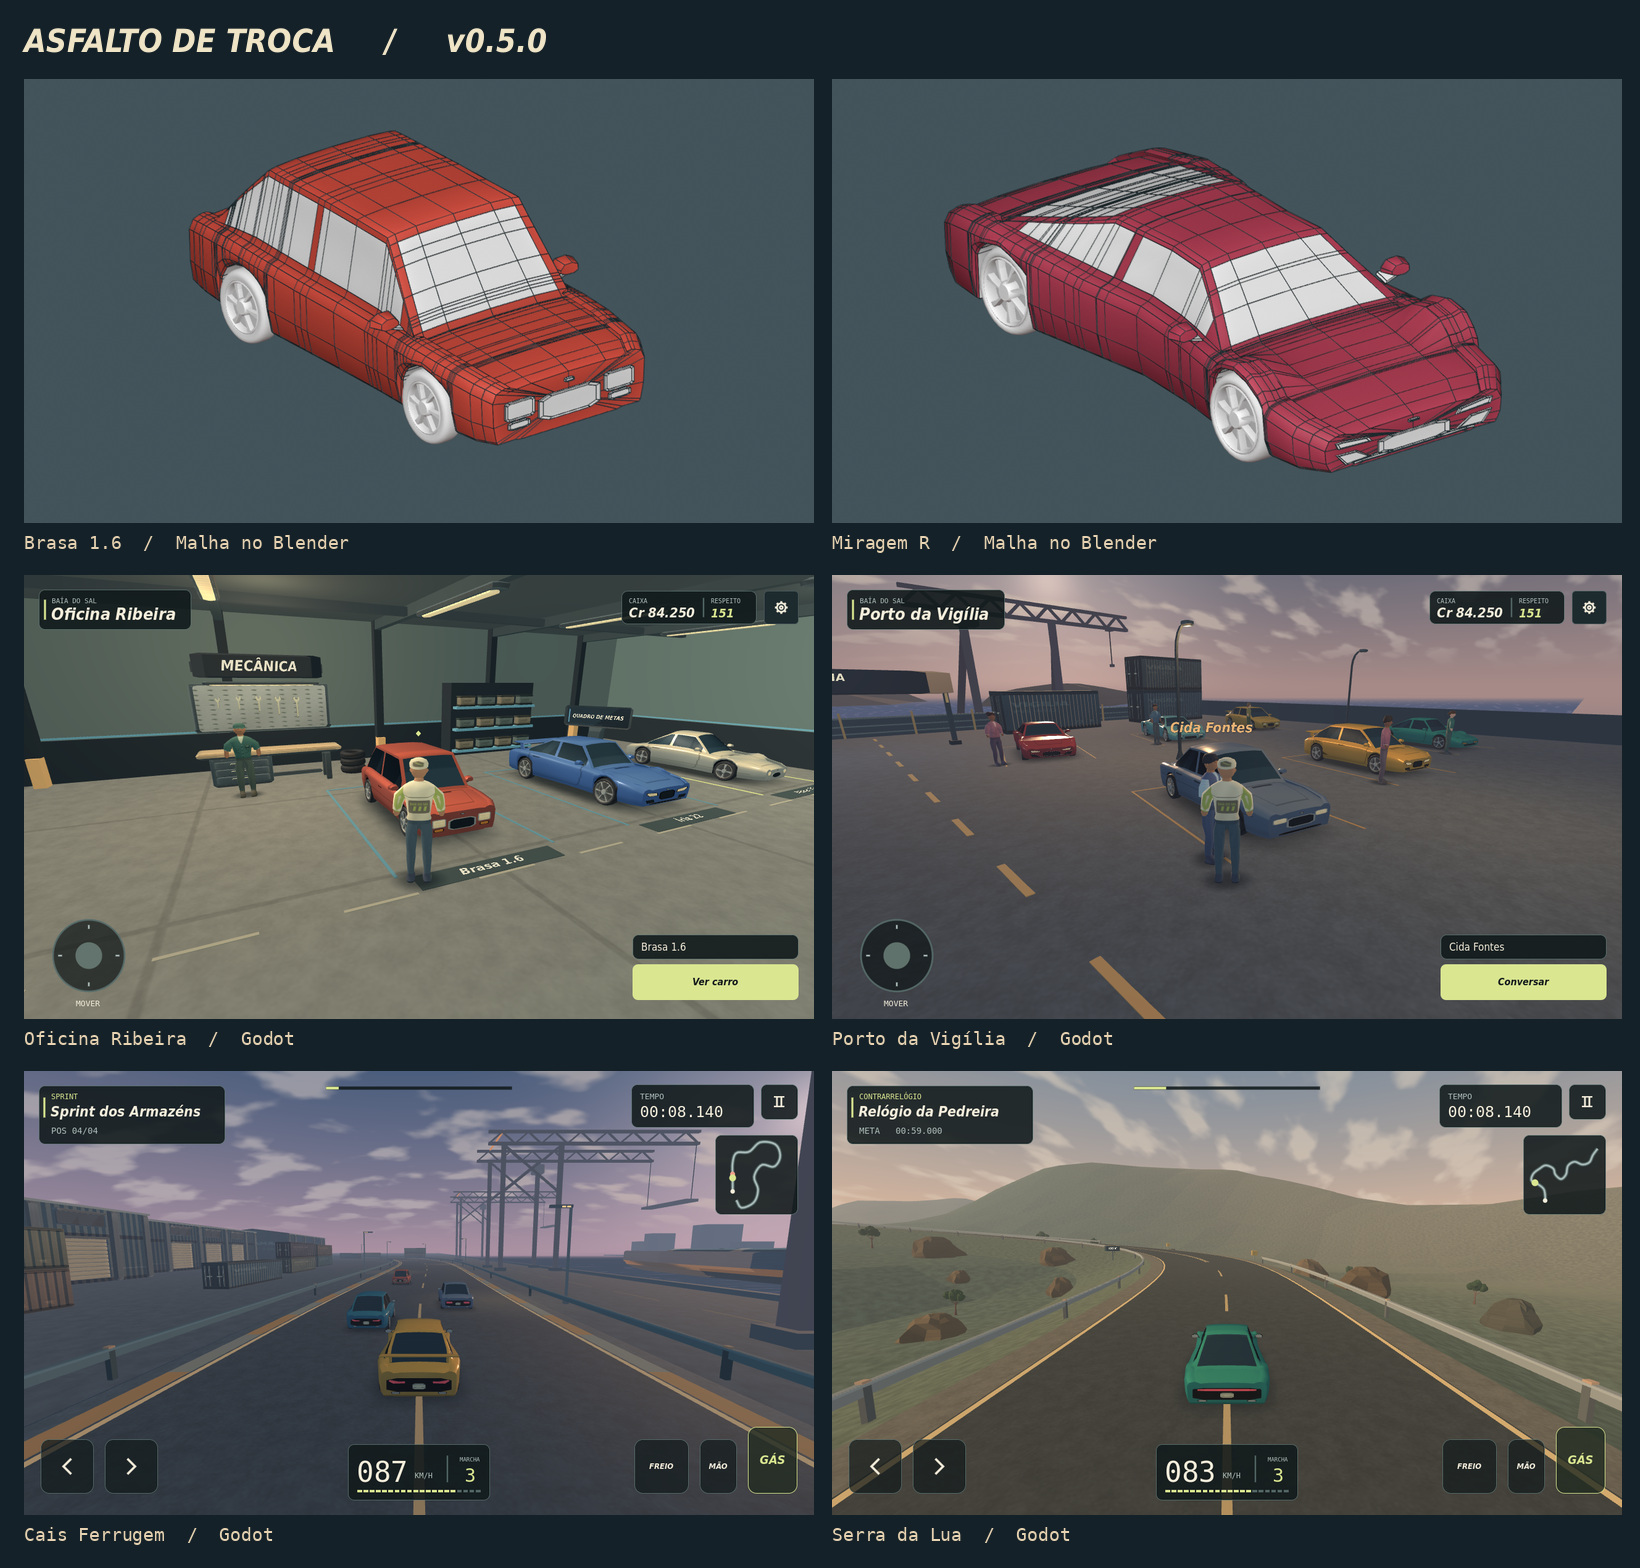 ASFALTO DE TROCA / v0.5.0
Brasa 1.6 / Malha no Blender
Miragem R / Malha no Blender
BAÍA DO SAL
Oficina Ribeira
CAIXA
Cr 84.250
RESPEITO
151
MECÂNICA
QUADRO DE METAS
Brasa 1.6
MOVER
Brasa 1.6
Ver carro
Oficina Ribeira / Godot
BAÍA DO SAL
Porto da Vigília
CAIXA
Cr 84.250
RESPEITO
151
Cida Fontes
MOVER
Cida Fontes
Conversar
Porto da Vigília / Godot
SPRINT
Sprint dos Armazéns
POS 04/04
TEMPO
00:08.140
087 KM/H
MARCHA
3
FREIO
MÃO
GÁS
Cais Ferrugem / Godot
CONTRARRELÓGIO
Relógio da Pedreira
META 00:59.000
TEMPO
00:08.140
083 KM/H
MARCHA
3
FREIO
MÃO
GÁS
Serra da Lua / Godot